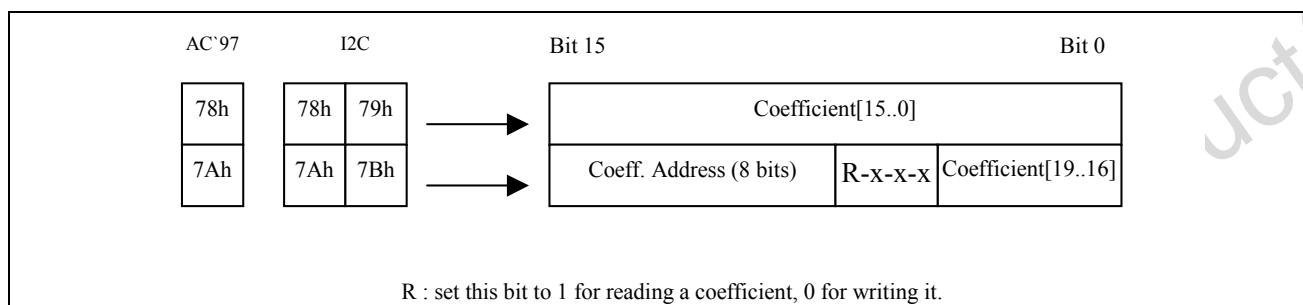 AC`97 I2C Bit 15 Bit 0
78h 78h 79h Coefficient[15..0]
7Ah 7Ah 7Bh Coeff. Address (8 bits) R-x-x-x Coefficient[19..16]
R : set this bit to 1 for reading a coefficient, 0 for writing it.